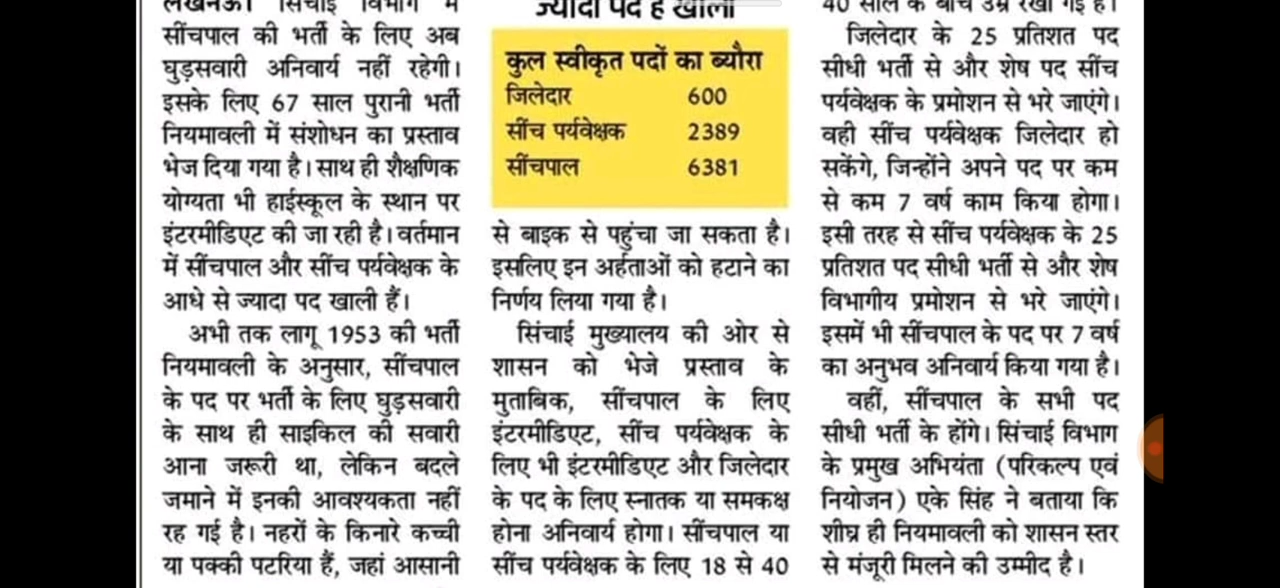 लखनऊ। सिंचाई विभाग में
सींचपाल की भर्ती के लिए अब
घुड़सवारी अनिवार्य नहीं रहेगी।
इसके लिए 67 साल पुरानी भर्ती
नियमावली में संशोधन का प्रस्ताव
भेज दिया गया है। साथ ही शैक्षणिक
योग्यता भी हाईस्कूल के स्थान पर
इंटरमीडिएट की जा रही है। वर्तमान
में सींचपाल और सींच पर्यवेक्षक के
आधे से ज्यादा पद खाली हैं।
अभी तक लागू 1953 की भर्ती
नियमावली के अनुसार, सींचपाल
के पद पर भर्ती के लिए घुड़सवारी
के साथ ही साइकिल की सवारी
आना जरूरी था, लेकिन बदले
जमाने में इनकी आवश्यकता नहीं
रह गई है। नहरों के किनारे कच्ची
या पक्की पटरिया हैं, जहां आसानी
ज्यादा पद हैं खाली
कुल स्वीकृत पदों का ब्यौरा
जिलेदार 600
सींच पर्यवेक्षक 2389
सींचपाल 6381
से बाइक से पहुंचा जा सकता है।
इसलिए इन अर्हताओं को हटाने का
निर्णय लिया गया है।
सिंचाई मुख्यालय की ओर से
शासन को भेजे प्रस्ताव के
मुताबिक, सींचपाल के लिए
इंटरमीडिएट, सींच पर्यवेक्षक के
लिए भी इंटरमीडिएट और जिलेदार
के पद के लिए स्नातक या समकक्ष
होना अनिवार्य होगा। सींचपाल या
सींच पर्यवेक्षक के लिए 18 से 40
40 साल के बीच उम्र रखी गई है।
जिलेदार के 25 प्रतिशत पद
सीधी भर्ती से और शेष पद सींच
पर्यवेक्षक के प्रमोशन से भरे जाएंगे।
वही सींच पर्यवेक्षक जिलेदार हो
सकेंगे, जिन्होंने अपने पद पर कम
से कम 7 वर्ष काम किया होगा।
इसी तरह से सींच पर्यवेक्षक के 25
प्रतिशत पद सीधी भर्ती से और शेष
विभागीय प्रमोशन से भरे जाएंगे।
इसमें भी सींचपाल के पद पर 7 वर्ष
का अनुभव अनिवार्य किया गया है।
वहीं, सींचपाल के सभी पद
सीधी भर्ती के होंगे। सिंचाई विभाग
के प्रमुख अभियंता (परिकल्प एवं
नियोजन) एके सिंह ने बताया कि
शीघ्र ही नियमावली को शासन स्तर
से मंजूरी मिलने की उम्मीद है।